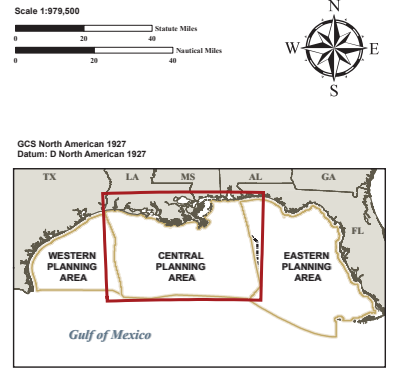 Scale 1:979,500
Statute Miles
0 20 40
Nautical Miles
0 20 40
N
W E
S
GCS North American 1927
Datum: D North American 1927
TX LA MS AL GA
FL
WESTERN
PLANNING
AREA
CENTRAL
PLANNING
AREA
EASTERN
PLANNING
AREA
Gulf of Mexico